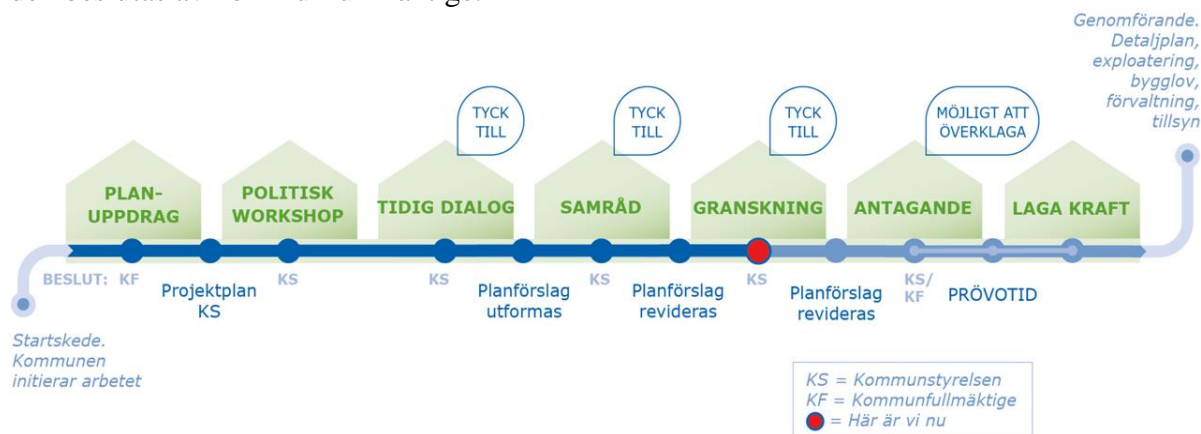 Genomförande.
Detaljplan,
exploatering,
bygglov,
förvaltning,
tillsyn
TYCK
TILL
TYCK
TILL
TYCK
TILL
MÖJLIGT ATT
ÖVERKLAGA
PLAN-
UPPDRAG
POLITISK
WORKSHOP
TIDIG DIALOG
SAMRÅD
GRANSKNING
ANTAGANDE
LAGA KRAFT
BESLUT: KF
Projektplan
KS
KS
KS
Planförslag
utformas
KS
Planförslag
revideras
KS
Planförslag
revideras
KS/
KF
PRÖVOTID
Startskede.
Kommunen
initierar arbetet
KS = Kommunstyrelsen
KF = Kommunfullmäktige
= Här är vi nu